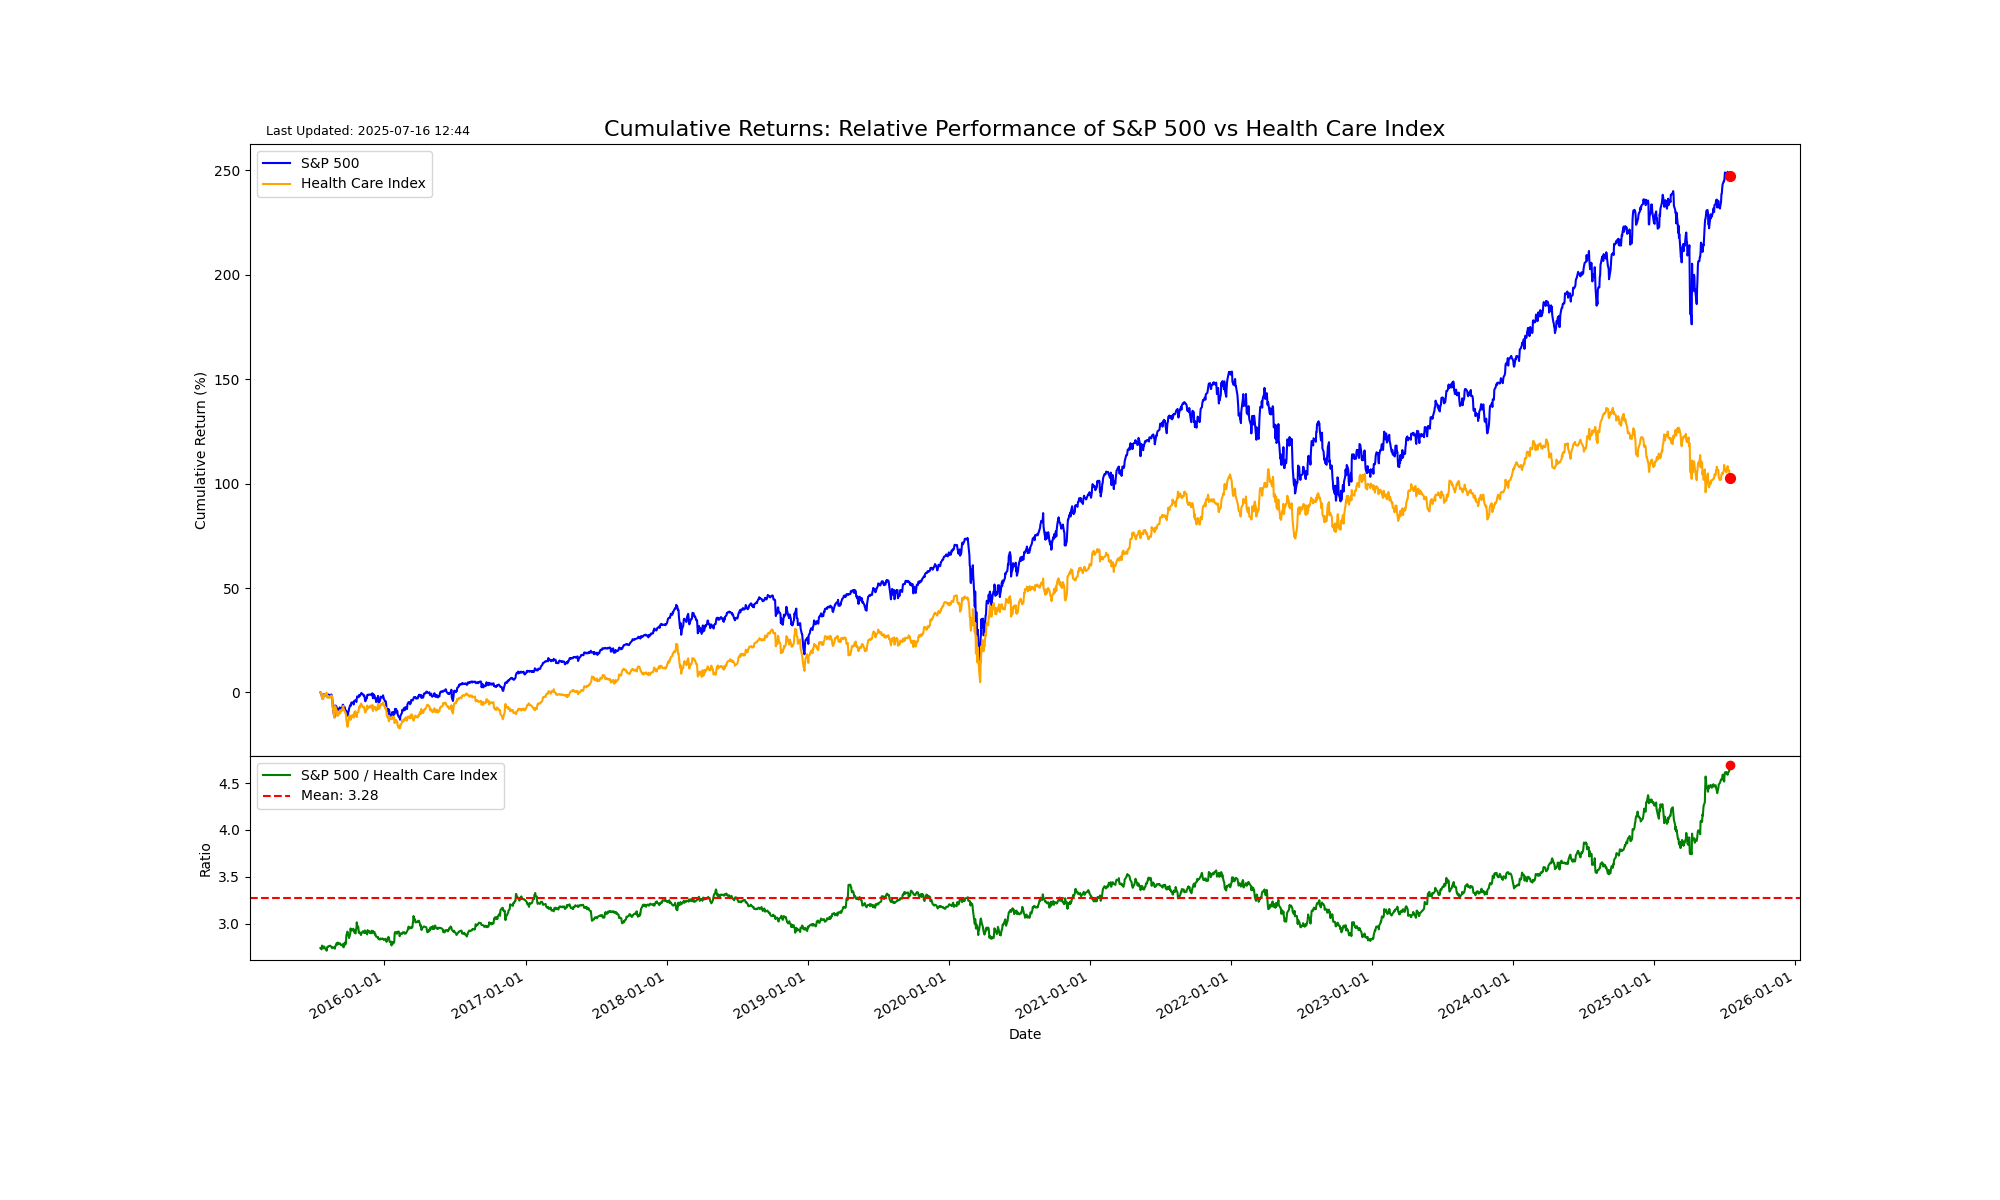 Last Updated: 2025-07-16 12:44
Cumulative Returns: Relative Performance of S&P 500 vs Health Care Index
S&P 500
Health Care Index
250
200
150
100
50
0
Cumulative Return (%)
S&P 500 / Health Care Index
Mean: 3.28
4.5
4.0
3.5
3.0
Ratio
2016-01-01
2017-01-01
2018-01-01
2019-01-01
2020-01-01
2021-01-01
2022-01-01
2023-01-01
2024-01-01
2025-01-01
2026-01-01
Date